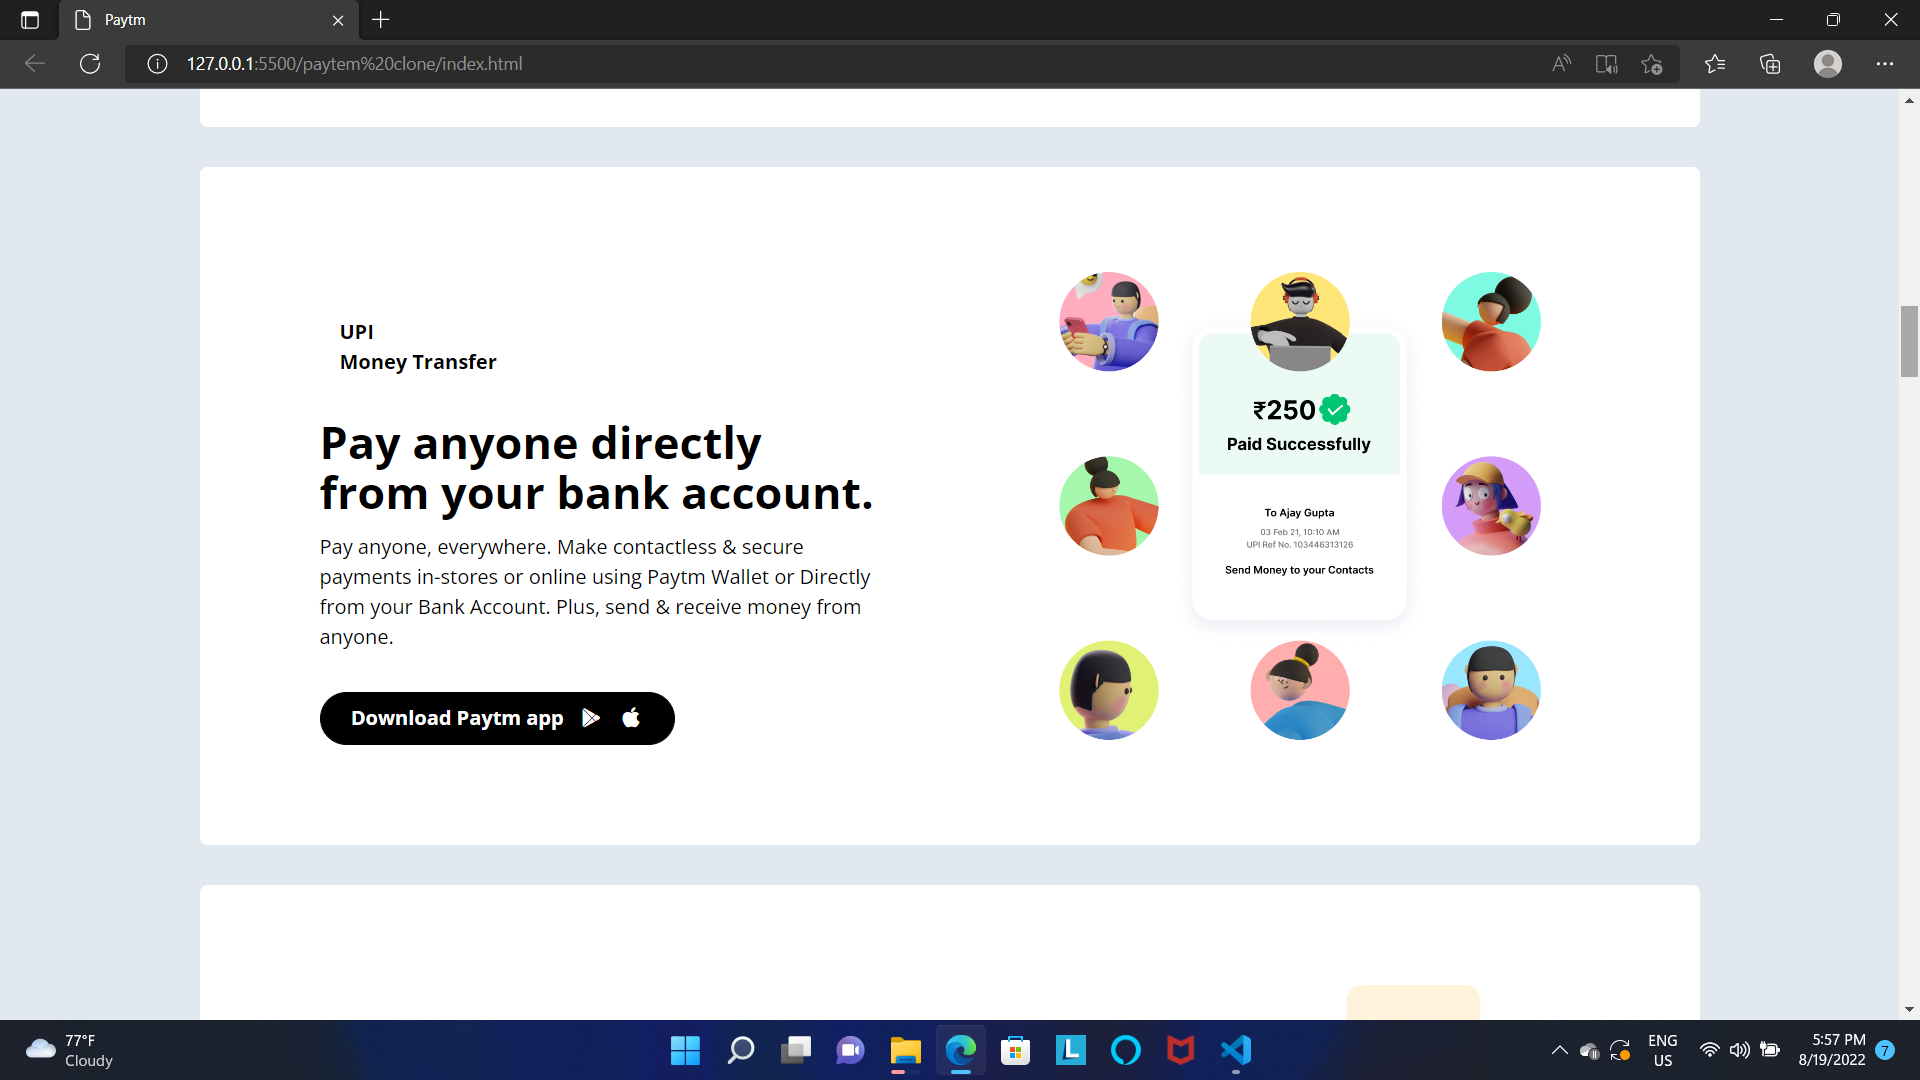 Paytm
127.0.0.1:5500/paytem%20clone/index.html
UPI
Money Transfer
Pay anyone directly
from your bank account.
Pay anyone, everywhere. Make contactless & secure
payments in-stores or online using Paytm Wallet or Directly
from your Bank Account. Plus, send & receive money from
anyone.
Download Paytm app
₹250
Paid Successfully
To Ajay Gupta
03 Feb 21, 10:10 AM
UPI Ref No. 103446313126
Send Money to your Contacts
77°F
Cloudy
L
ENG
US
5:57 PM
8/19/2022
7